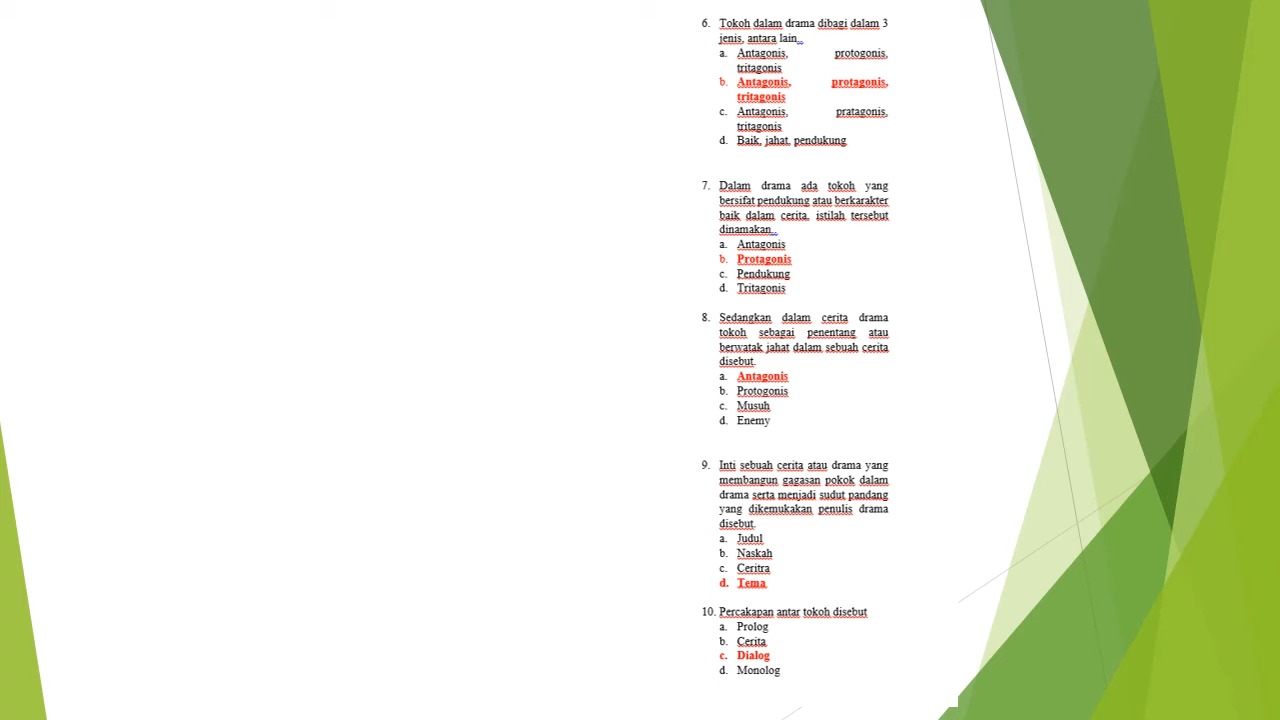 6. Tokoh dalam drama dibagi dalam 3
jenis, antara lain..
a. Antagonis, protogonis,
tritagonis
b. Antagonis, protagonis,
tritagonis
c. Antagonis, pratagonis,
tritagonis
d. Baik, jahat, pendukung
7. Dalam drama ada tokoh yang
bersifat pendukung atau berkarakter
baik dalam cerita, istilah tersebut
dinamakan..
a. Antagonis
b. Protagonis
c. Pendukung
d. Tritagonis
8. Sedangkan dalam cerita drama
tokoh sebagai penentang atau
berwatak jahat dalam sebuah cerita
disebut.
a. Antagonis
b. Protogonis
c. Musuh
d. Enemy
9. Inti sebuah cerita atau drama yang
membangun gagasan pokok dalam
drama serta menjadi sudut pandang
yang dikemukakan penulis drama
disebut.
a. Judul
b. Naskah
c. Ceritra
d. Tema
10. Percakapan antar tokoh disebut
a. Prolog
b. Cerita
c. Dialog
d. Monolog